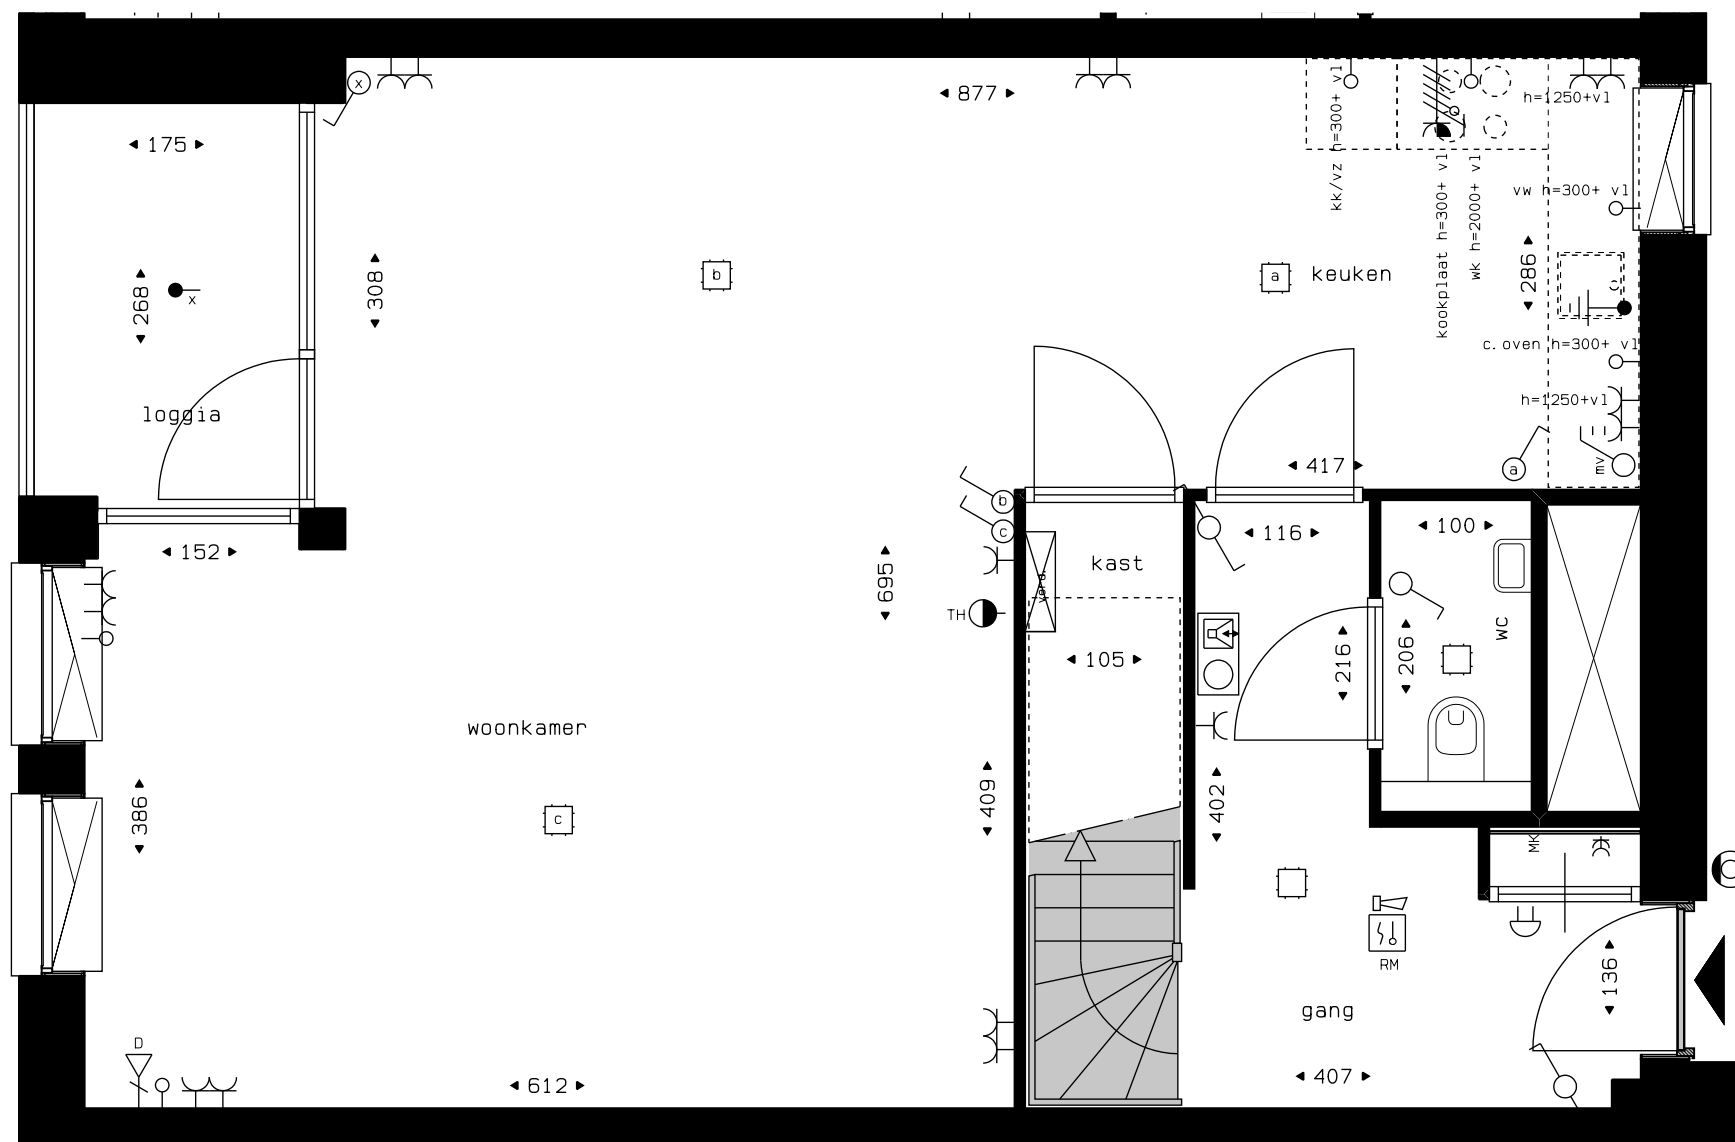 x
877
kk/vz h=300+ vl
h=1250+vl
175
kookplaat h=300+ vl
wk h=2000+ vl
vw h=300+ vl
268
x
308
b
a
keuken
286
c
c.oven h=300+ vl
loggia
h=1250+vl
417
a
mv
b
c
152
695
kast
116
100
verd.
TH
105
216
206
WC
woonkamer
386
c
409
402
MK
RM
136
gang
D
612
407